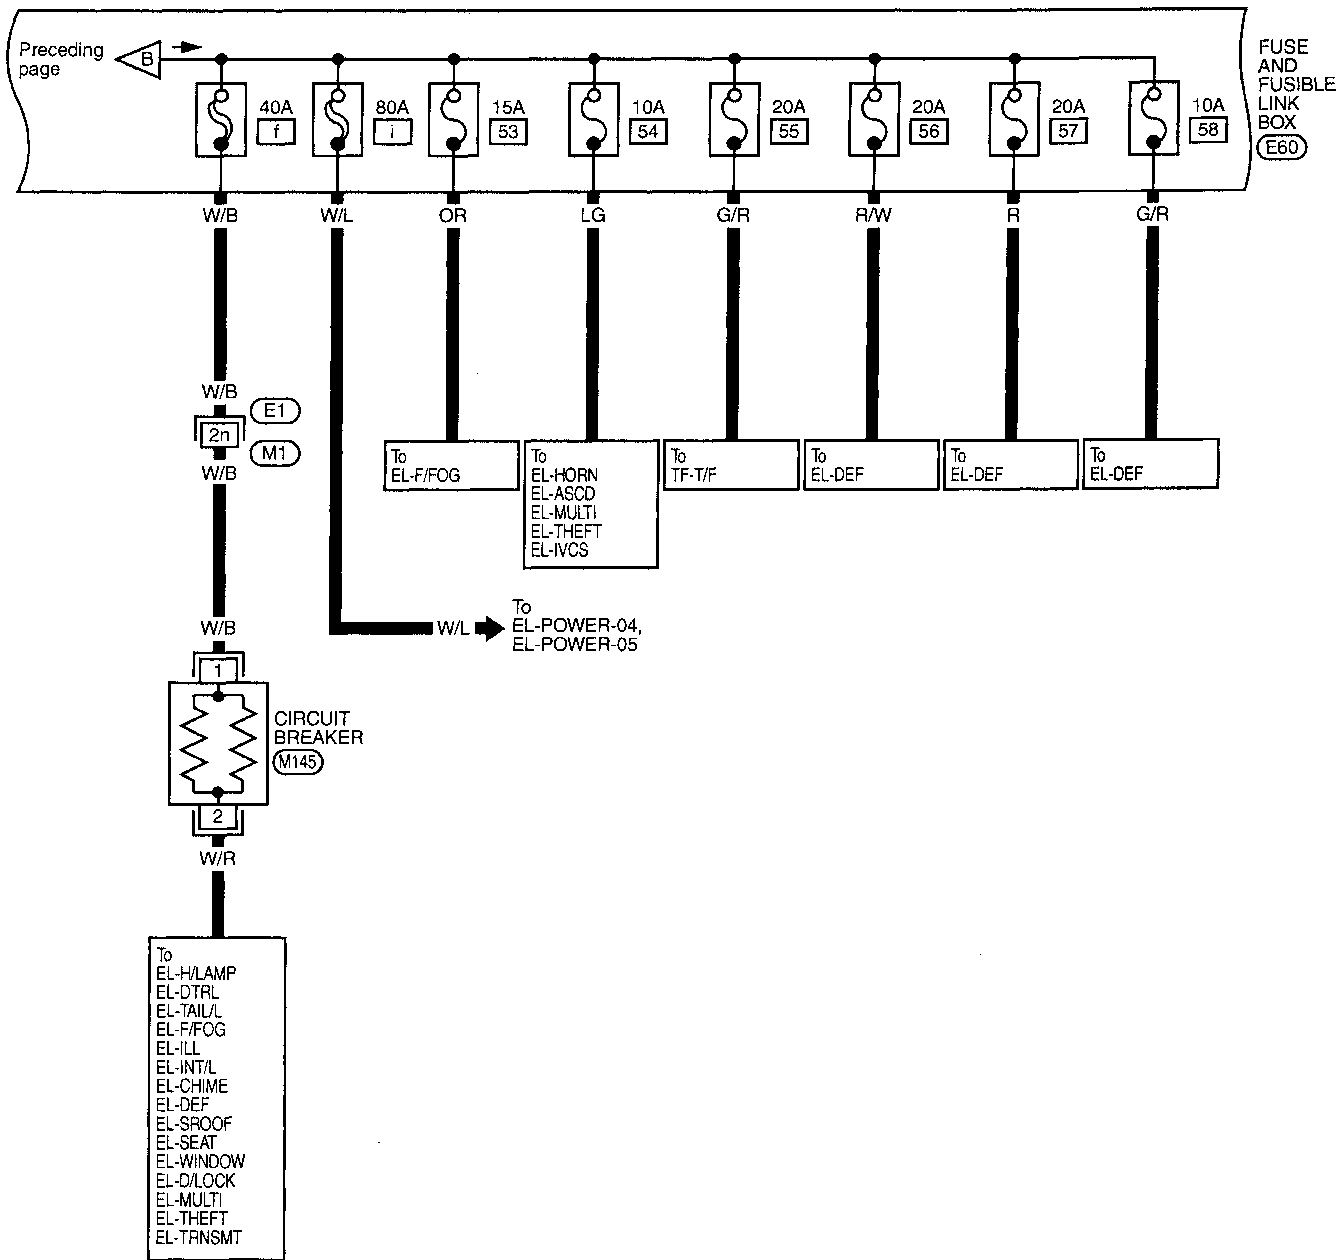 Preceding
page
B
40A
f
80A
i
15A
53
10A
54
20A
55
20A
56
20A
57
10A
58
FUSE
AND
FUSIBLE
LINK
BOX
E60
W/B
W/L
OR
LG
G/R
R/W
R
G/R
W/B
E1
2n
M1
W/B
To
EL-F/FOG
To
EL-HORN
EL-ASCD
EL-MULTI
EL-THEFT
EL-IVCS
To
TF-T/F
To
EL-DEF
To
EL-DEF
To
EL-DEF
W/B
W/L
To
EL-POWER-04,
EL-POWER-05
1
CIRCUIT
BREAKER
M145
2
W/R
To
EL-H/LAMP
EL-DTRL
EL-TAIL/L
EL-F/FOG
EL-ILL
EL-INT/L
EL-CHIME
EL-DEF
EL-SROOF
EL-SEAT
EL-WINDOW
EL-D/LOCK
EL-MULTI
EL-THEFT
EL-TRNSMT